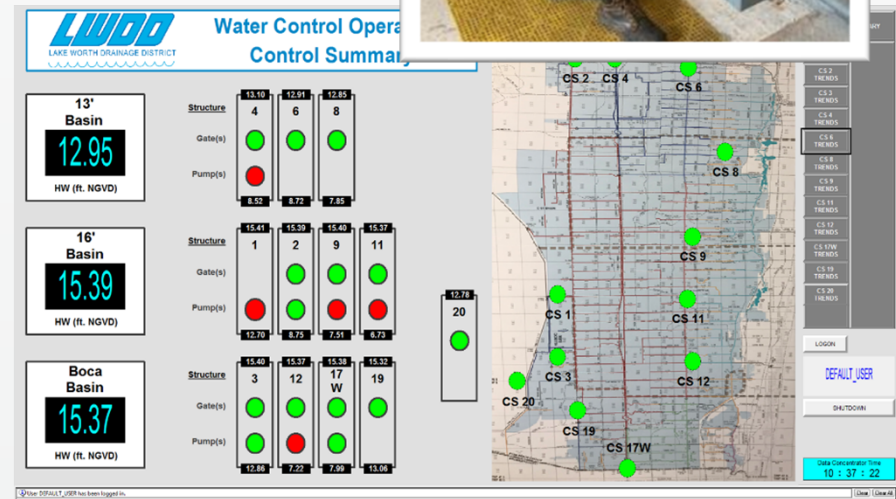 LWDD
LAKE WORTH DRAINAGE DISTRICT
Water Control Opera
Control Summar
13'
Basin
12.95
HW (ft. NGVD)
Structure
Gate(s)
Pump(s)
13.10
4
8.52
12.91
6
8.72
12.85
8
7.85
16'
Basin
15.39
HW (ft. NGVD)
Structure
Gate(s)
Pump(s)
15.41
1
12.70
15.39
2
8.75
15.40
9
7.51
15.37
11
6.73
Boca
Basin
15.37
HW (ft. NGVD)
Structure
Gate(s)
Pump(s)
15.40
3
12.86
15.37
12
7.22
15.38
17
W
7.99
15.32
19
13.06
12.78
20
CS 2
CS 4
CS 6
CS 8
CS 9
CS 1
CS 11
CS 3
CS 12
CS 20
CS 19
CS 17W
CS 2
TRENDS
CS 3
TRENDS
CS 4
TRENDS
CS 6
TRENDS
CS 8
TRENDS
CS 9
TRENDS
CS 11
TRENDS
CS 12
TRENDS
CS 17W
TRENDS
CS 19
TRENDS
CS 20
TRENDS
LOGON
DEFAULT_USER
SHUTDOWN
Data Concentrator Time
10 : 37 : 22
User DEFAULT_USER has been logged in.
Clear
Clear All